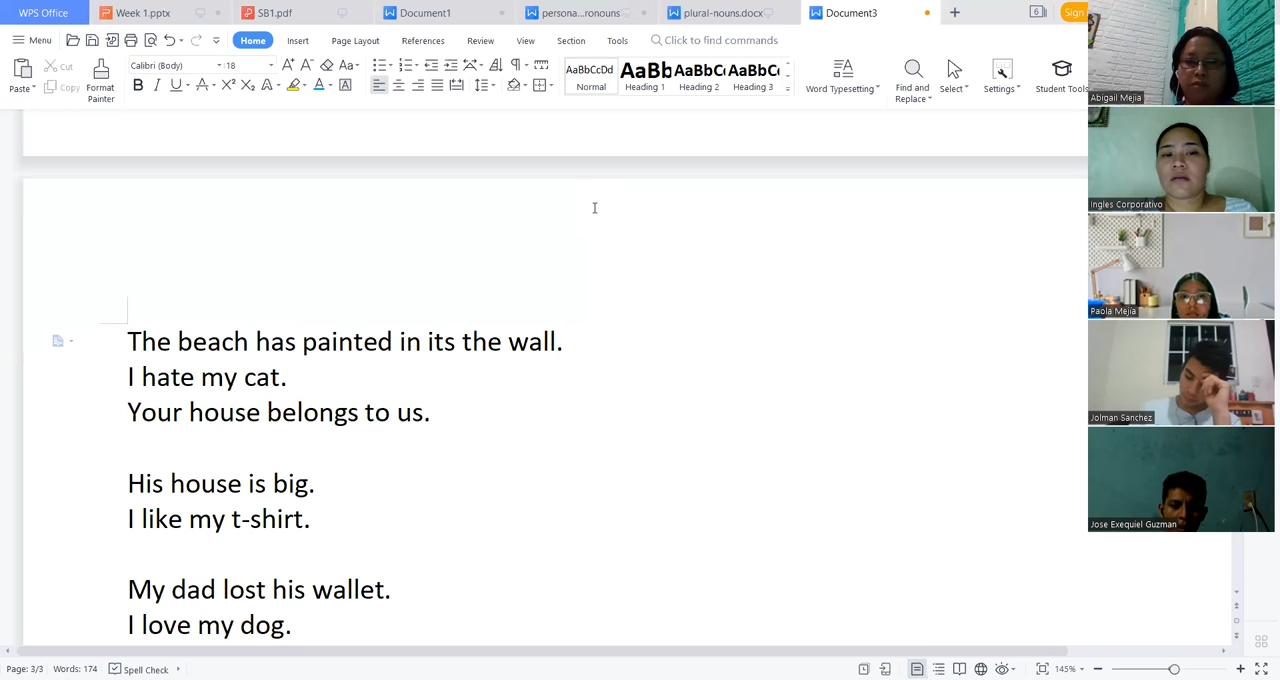 WPS Office
Week 1.pptx
SB1.pdf
Document1
persona...ronouns
plural-nouns.docx
Document3
6
Sign
Menu
Home
Insert
Page Layout
References
Review
View
Section
Tools
Click to find commands
Paste
Cut
Copy
Format
Painter
Calibri (Body)
18
AaBbCcDd
Normal
AaBb
Heading 1
AaBbC
Heading 2
AaBbC
Heading 3
Word Typesetting
Find and
Replace
Select
Settings
Student Tools
Abigail Mejia
Ingles Corporativo
Paola Mejia
Jolman Sanchez
Jose Exequiel Guzman
The beach has painted in its the wall.
I hate my cat.
Your house belongs to us.
His house is big.
I like my t-shirt.
My dad lost his wallet.
I love my dog.
Page: 3/3
Words: 174
Spell Check
145%